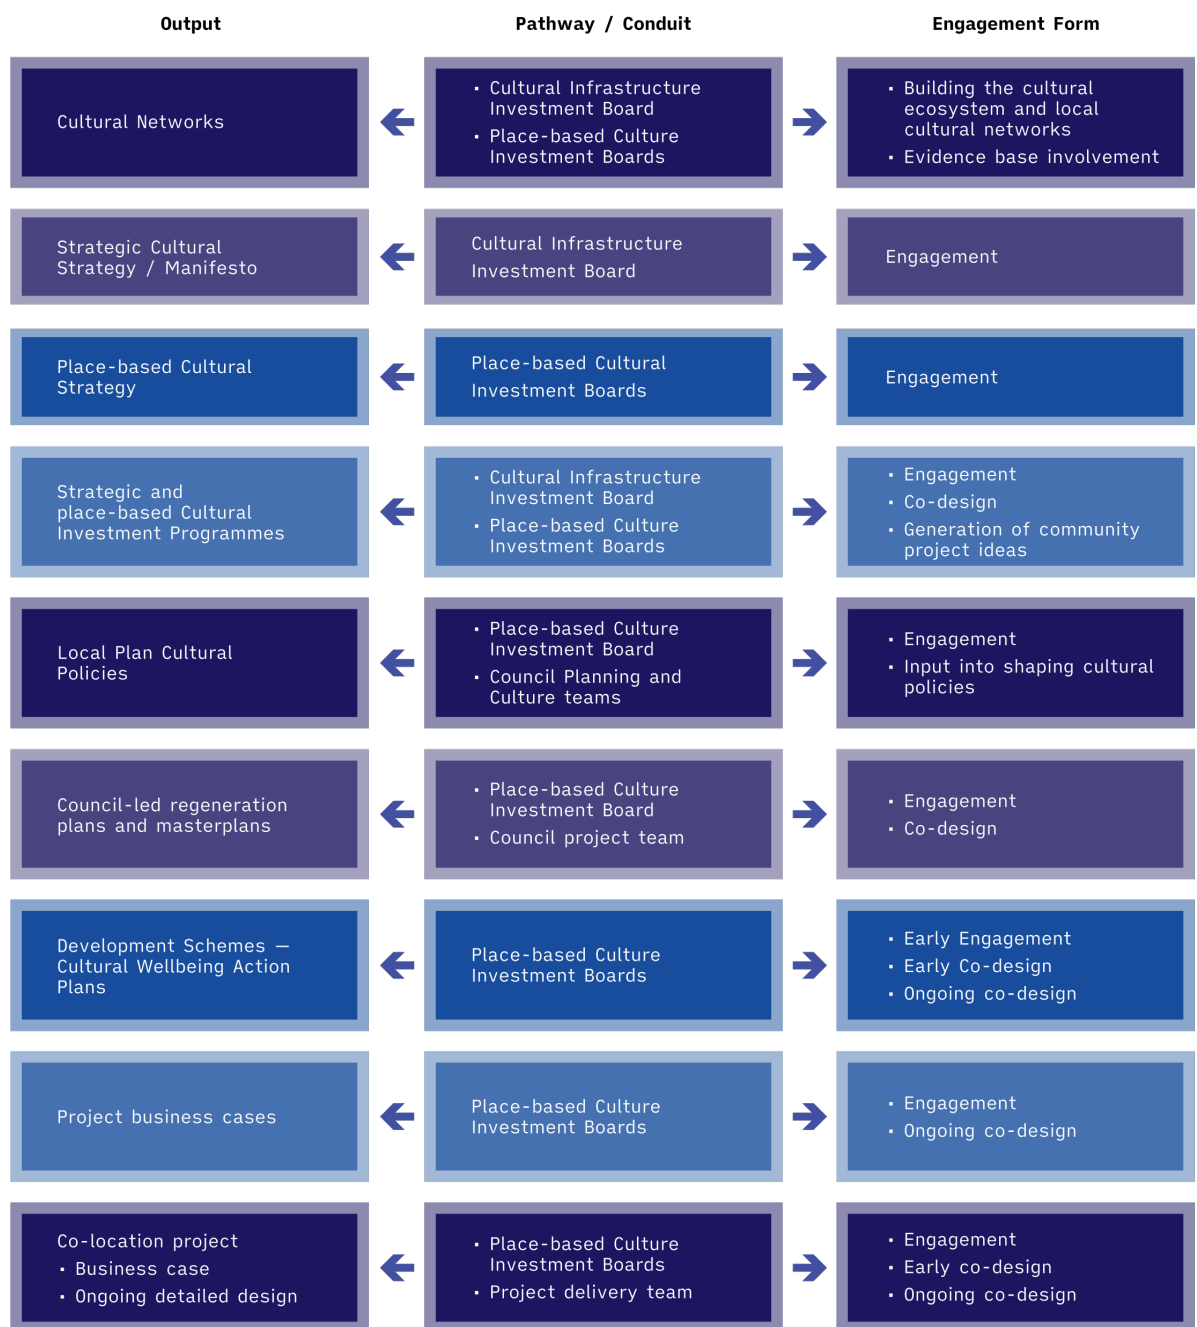 Output
Pathway / Conduit
Engagement Form
Cultural Networks
• Cultural Infrastructure
Investment Board
• Place-based Culture
Investment Boards
• Building the cultural
ecosystem and local
cultural networks
• Evidence base involvement
Strategic Cultural
Strategy / Manifesto
Cultural Infrastructure
Investment Board
Engagement
Place-based Cultural
Strategy
Place-based Cultural
Investment Boards
Engagement
Strategic and
place-based Cultural
Investment Programmes
• Cultural Infrastructure
Investment Board
• Place-based Culture
Investment Boards
• Engagement
• Co-design
• Generation of community
project ideas
Local Plan Cultural
Policies
• Place-based Culture
Investment Board
• Council Planning and
Culture teams
• Engagement
• Input into shaping cultural
policies
Council-led regeneration
plans and masterplans
• Place-based Culture
Investment Board
• Council project team
• Engagement
• Co-design
Development Schemes —
Cultural Wellbeing Action
Plans
Place-based Culture
Investment Boards
• Early Engagement
• Early Co-design
• Ongoing co-design
Project business cases
Place-based Culture
Investment Boards
• Engagement
• Ongoing co-design
Co-location project
• Business case
• Ongoing detailed design
• Place-based Culture
Investment Boards
• Project delivery team
• Engagement
• Early co-design
• Ongoing co-design